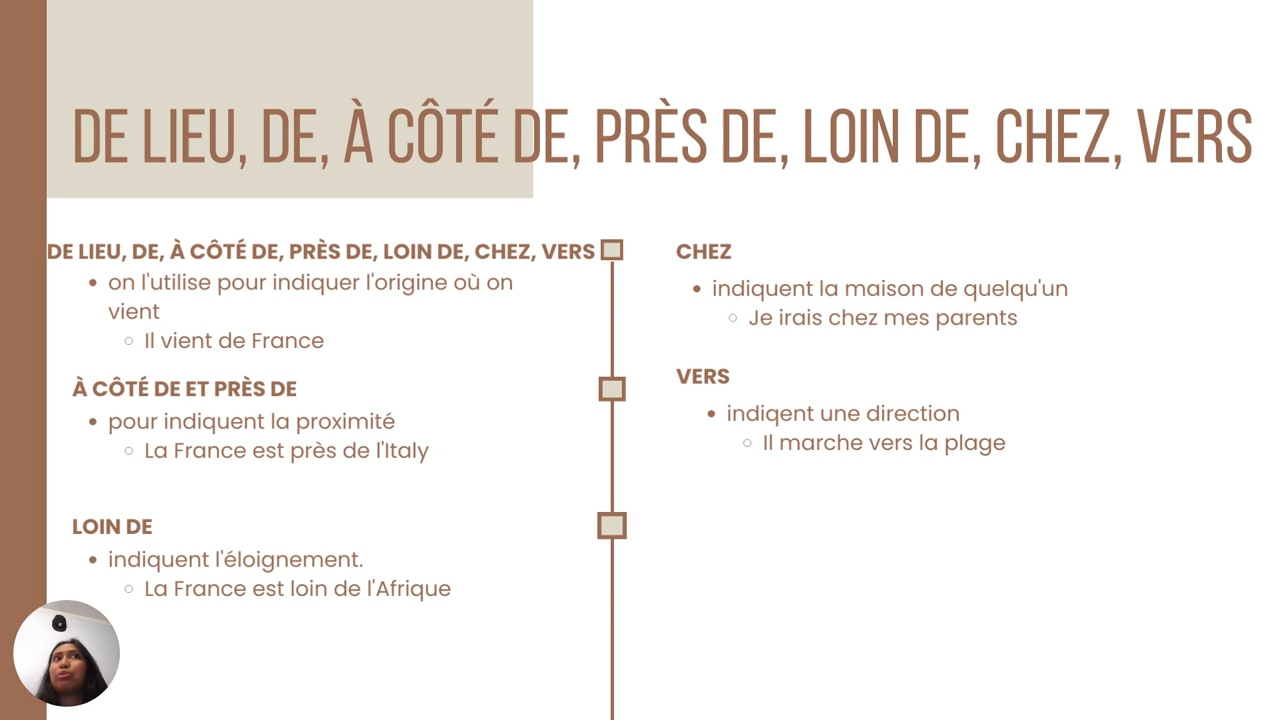 DE LIEU, DE, À CÔTÉ DE, PRÈS DE, LOIN DE, CHEZ, VERS
DE LIEU, DE, À CÔTÉ DE, PRÈS DE, LOIN DE, CHEZ, VERS
on l'utilise pour indiquer l'origine où on
vient
Il vient de France
À CÔTÉ DE ET PRÈS DE
pour indiquent la proximité
La France est près de l'Italy
LOIN DE
indiquent l'éloignement.
La France est loin de l'Afrique
CHEZ
indiquent la maison de quelqu'un
Je irais chez mes parents
VERS
indiqent une direction
Il marche vers la plage